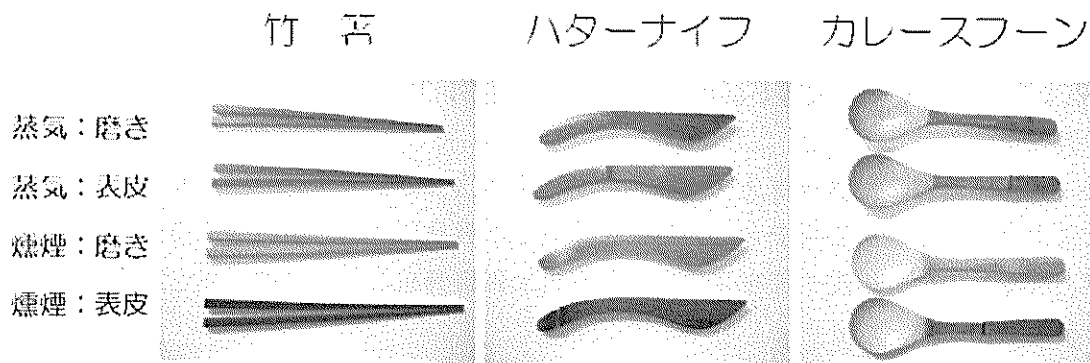 竹 箸 バターナイフ カレースプーン
蒸気：磨き
蒸気：表皮
燻煙：磨き
燻煙：表皮